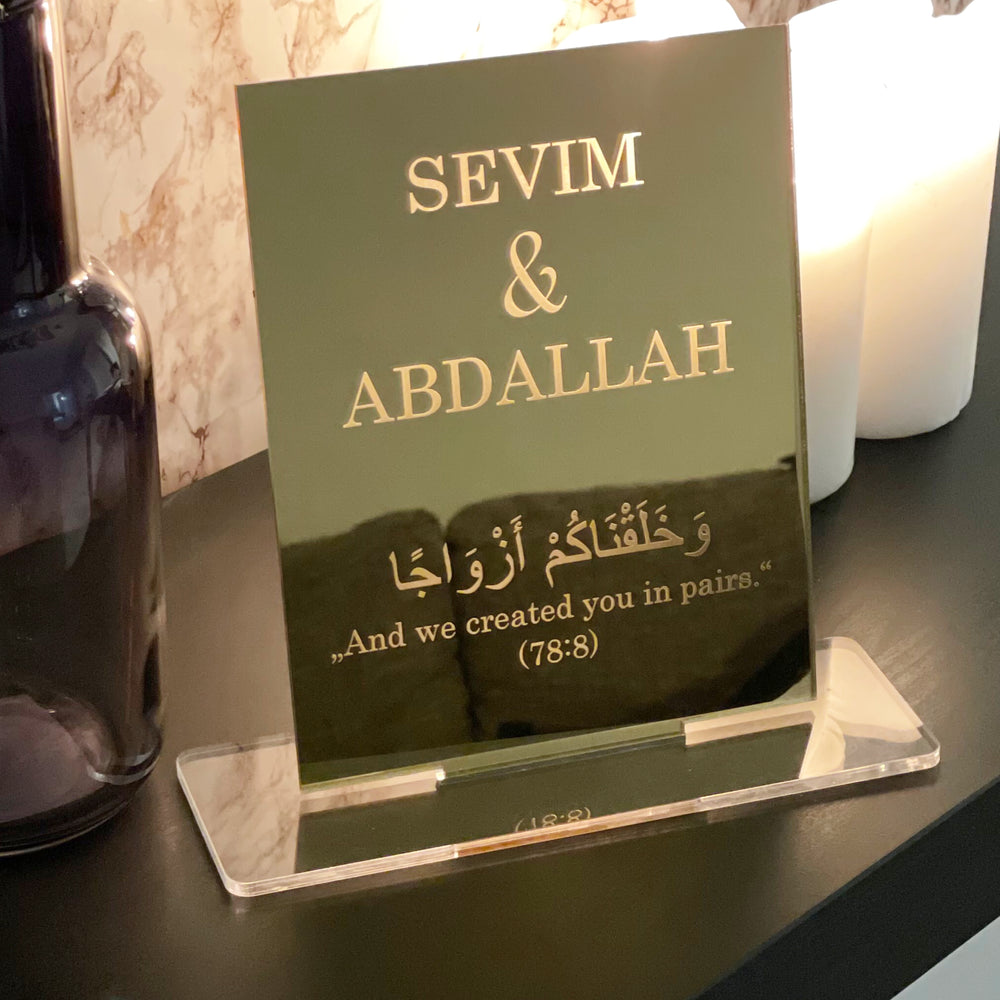 SEVIM
&
ABDALLAH
وَخَلَقْنَاكُمْ أَزْوَاجًا
„And we created you in pairs.“
(78:8)